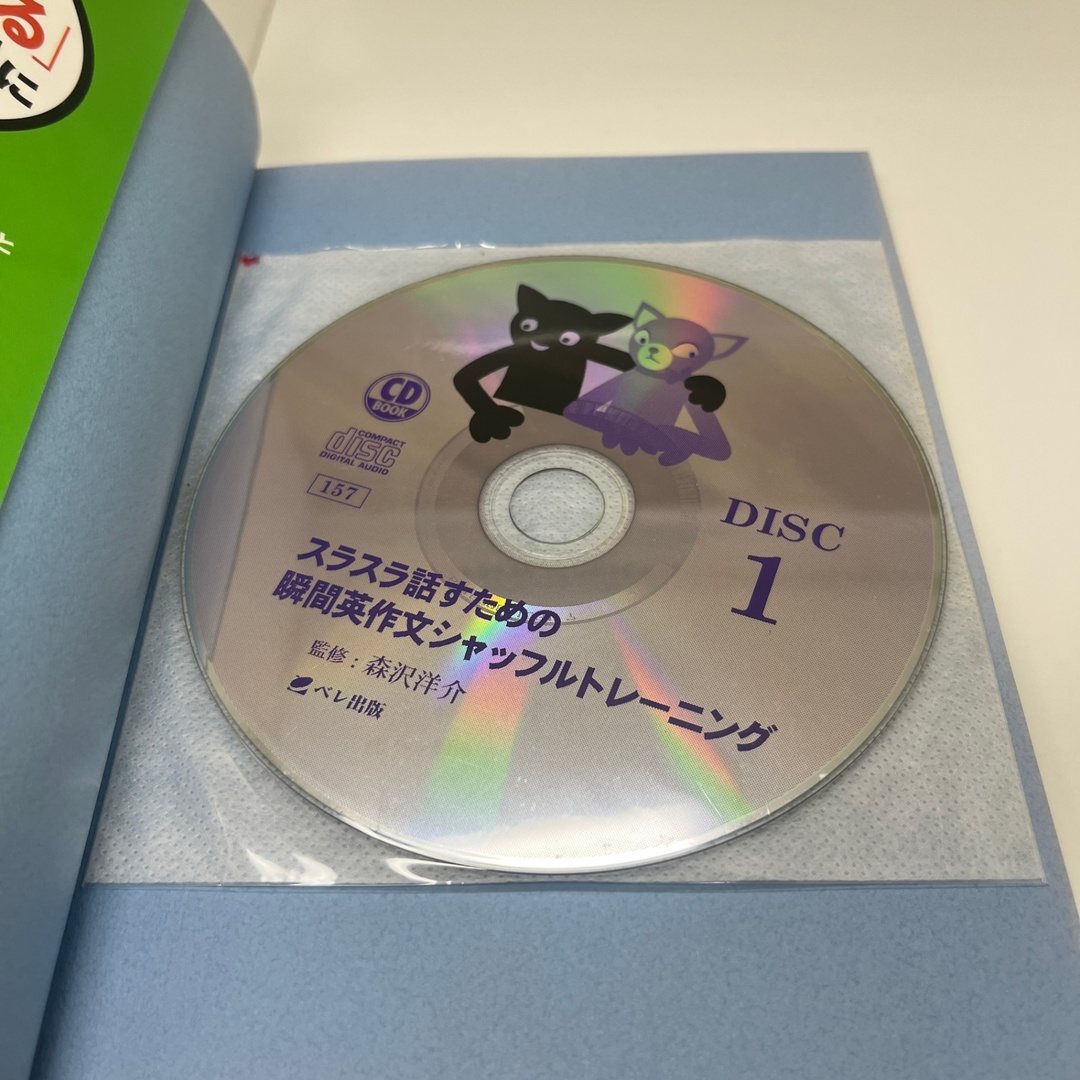 CD
BOOK
COMPACT
disc
DIGITAL AUDIO
157
DISC
1
スラスラ話すための
瞬間英作文シャッフルトレーニング
監修：森沢洋介
ベレ出版